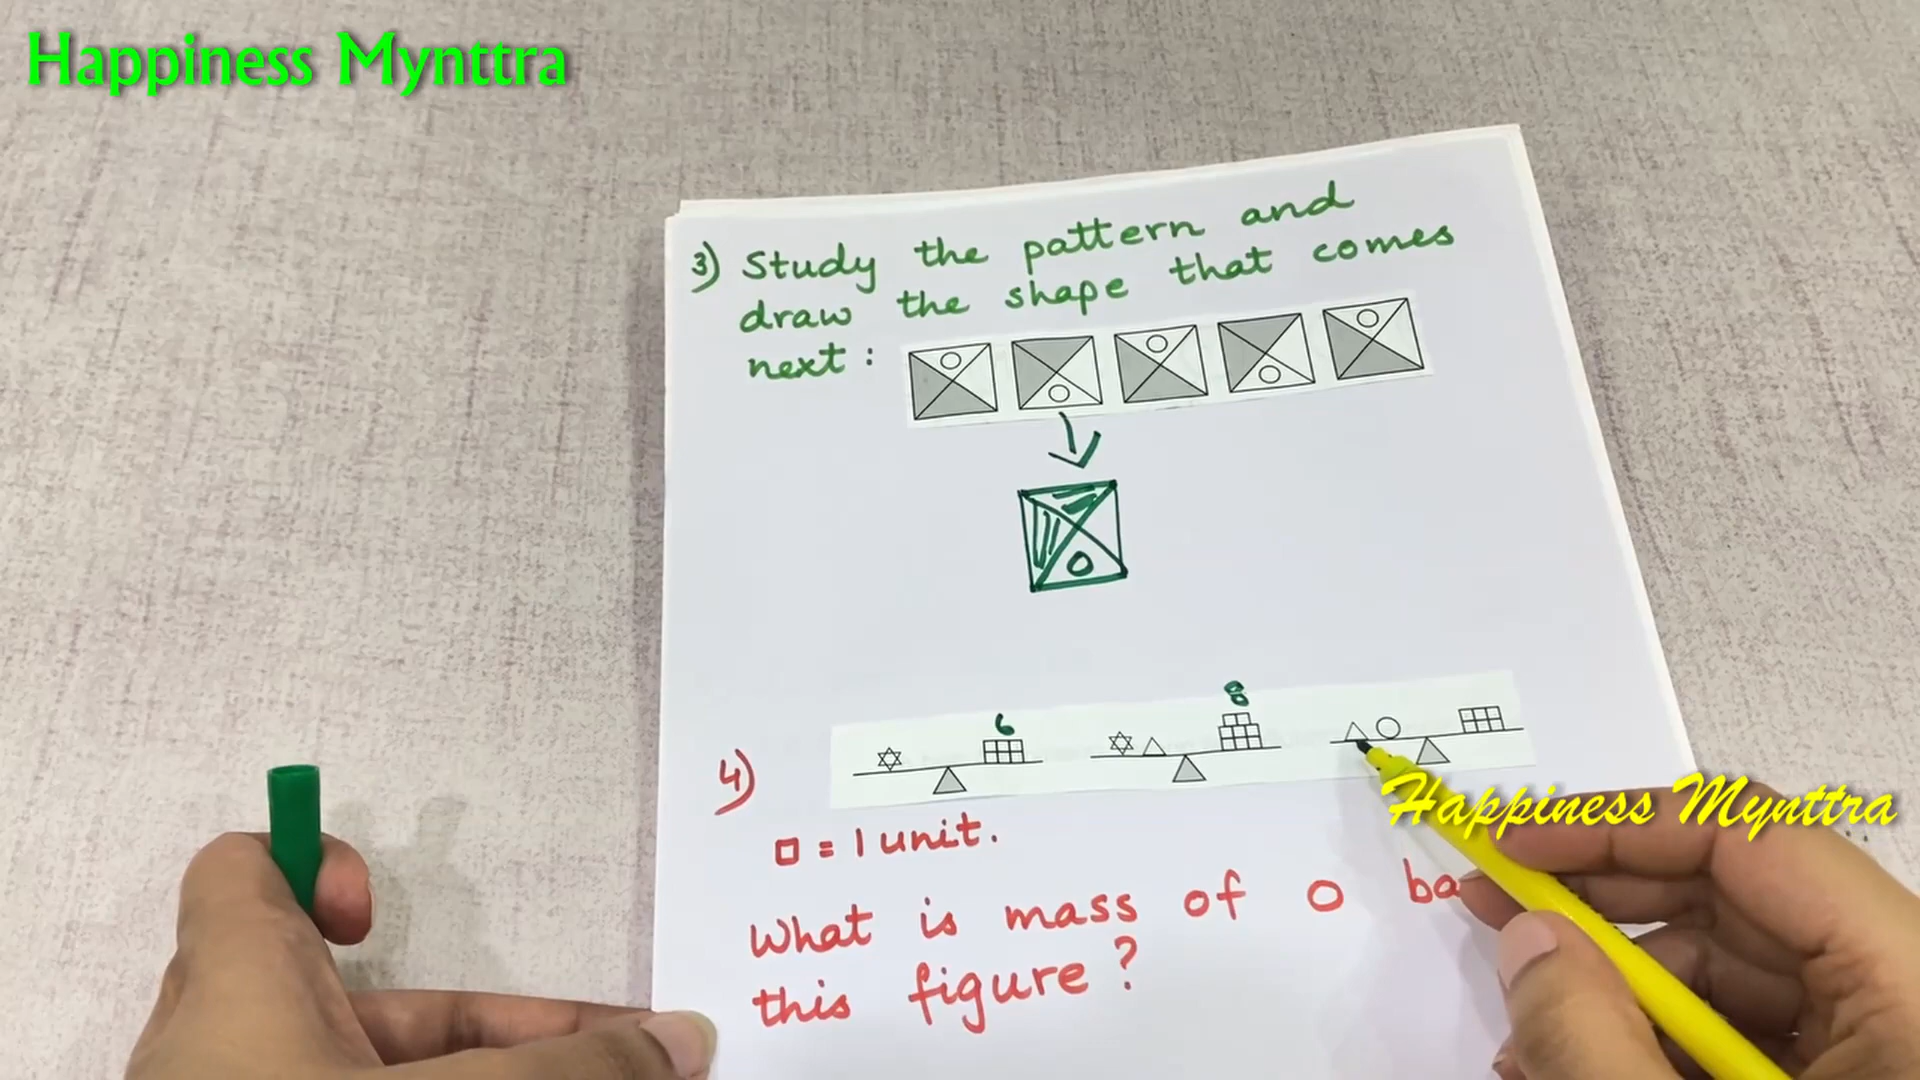 Happiness Mynttra
3) Study the pattern and
draw the shape that comes
next :
6
8
4)
= 1 unit.
Happiness Mynttra
What is mass of O ba
this figure ?